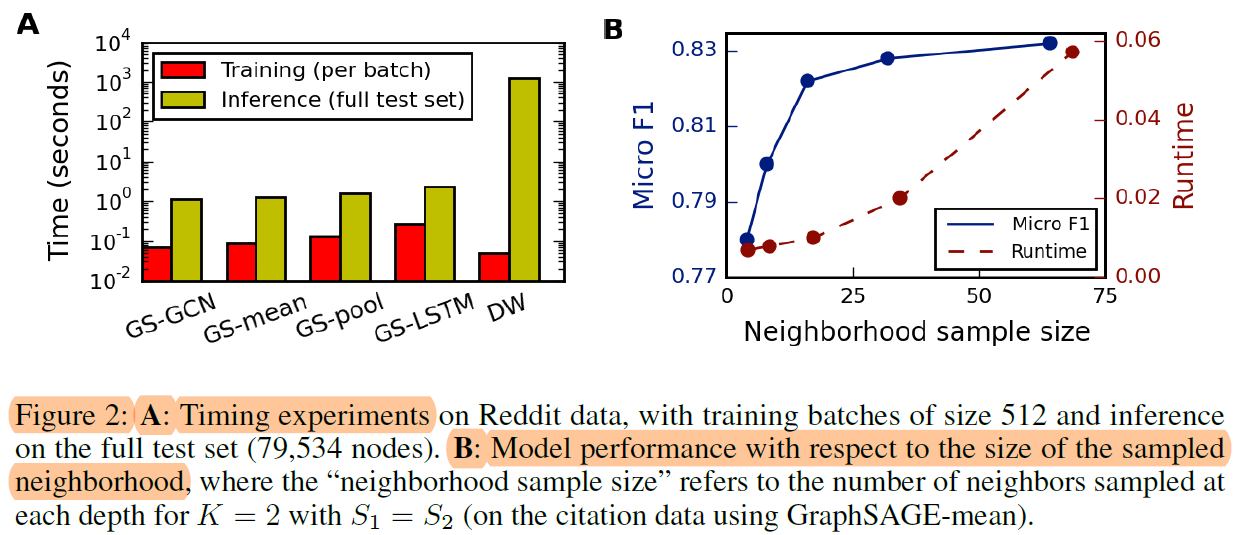 A
Time (seconds)
10^4
10^3
10^2
10^1
10^0
10^-1
10^-2
Training (per batch)
Inference (full test set)
GS-GCN
GS-mean
GS-pool
GS-LSTM
DW
B
Micro F1
0.83
0.81
0.79
0.77
0.06
0.04
0.02
0.00
Runtime
Micro F1
Runtime
0
25
50
75
Neighborhood sample size
Figure 2: A: Timing experiments on Reddit data, with training batches of size 512 and inference
on the full test set (79,534 nodes). B: Model performance with respect to the size of the sampled
neighborhood, where the “neighborhood sample size” refers to the number of neighbors sampled at
each depth for K = 2 with S₁ = S₂ (on the citation data using GraphSAGE-mean).